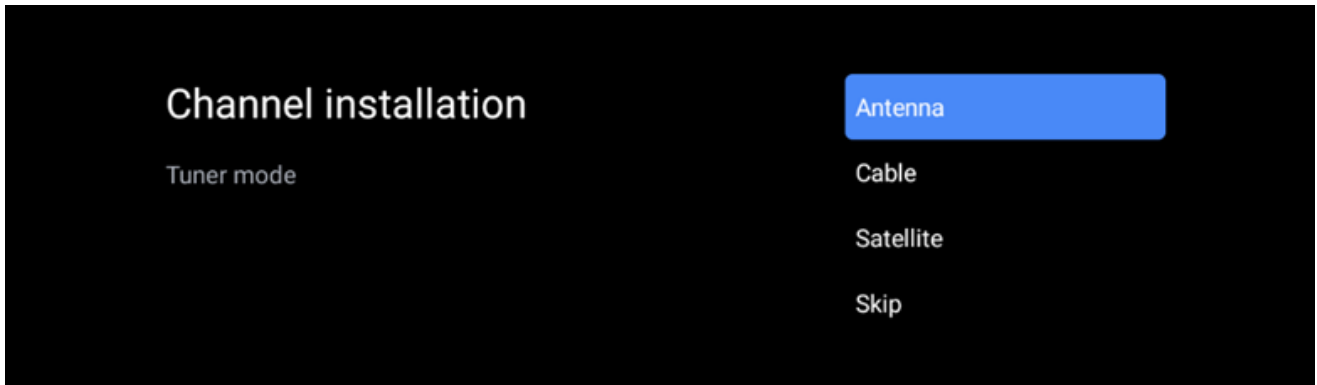 Channel installation
Tuner mode
Antenna
Cable
Satellite
Skip